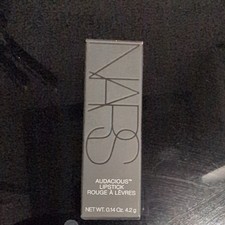 NARS
AUDACIOUS™
LIPSTICK
ROUGE À LÈVRES
NET WT. 0.14 Oz. 4.2 g